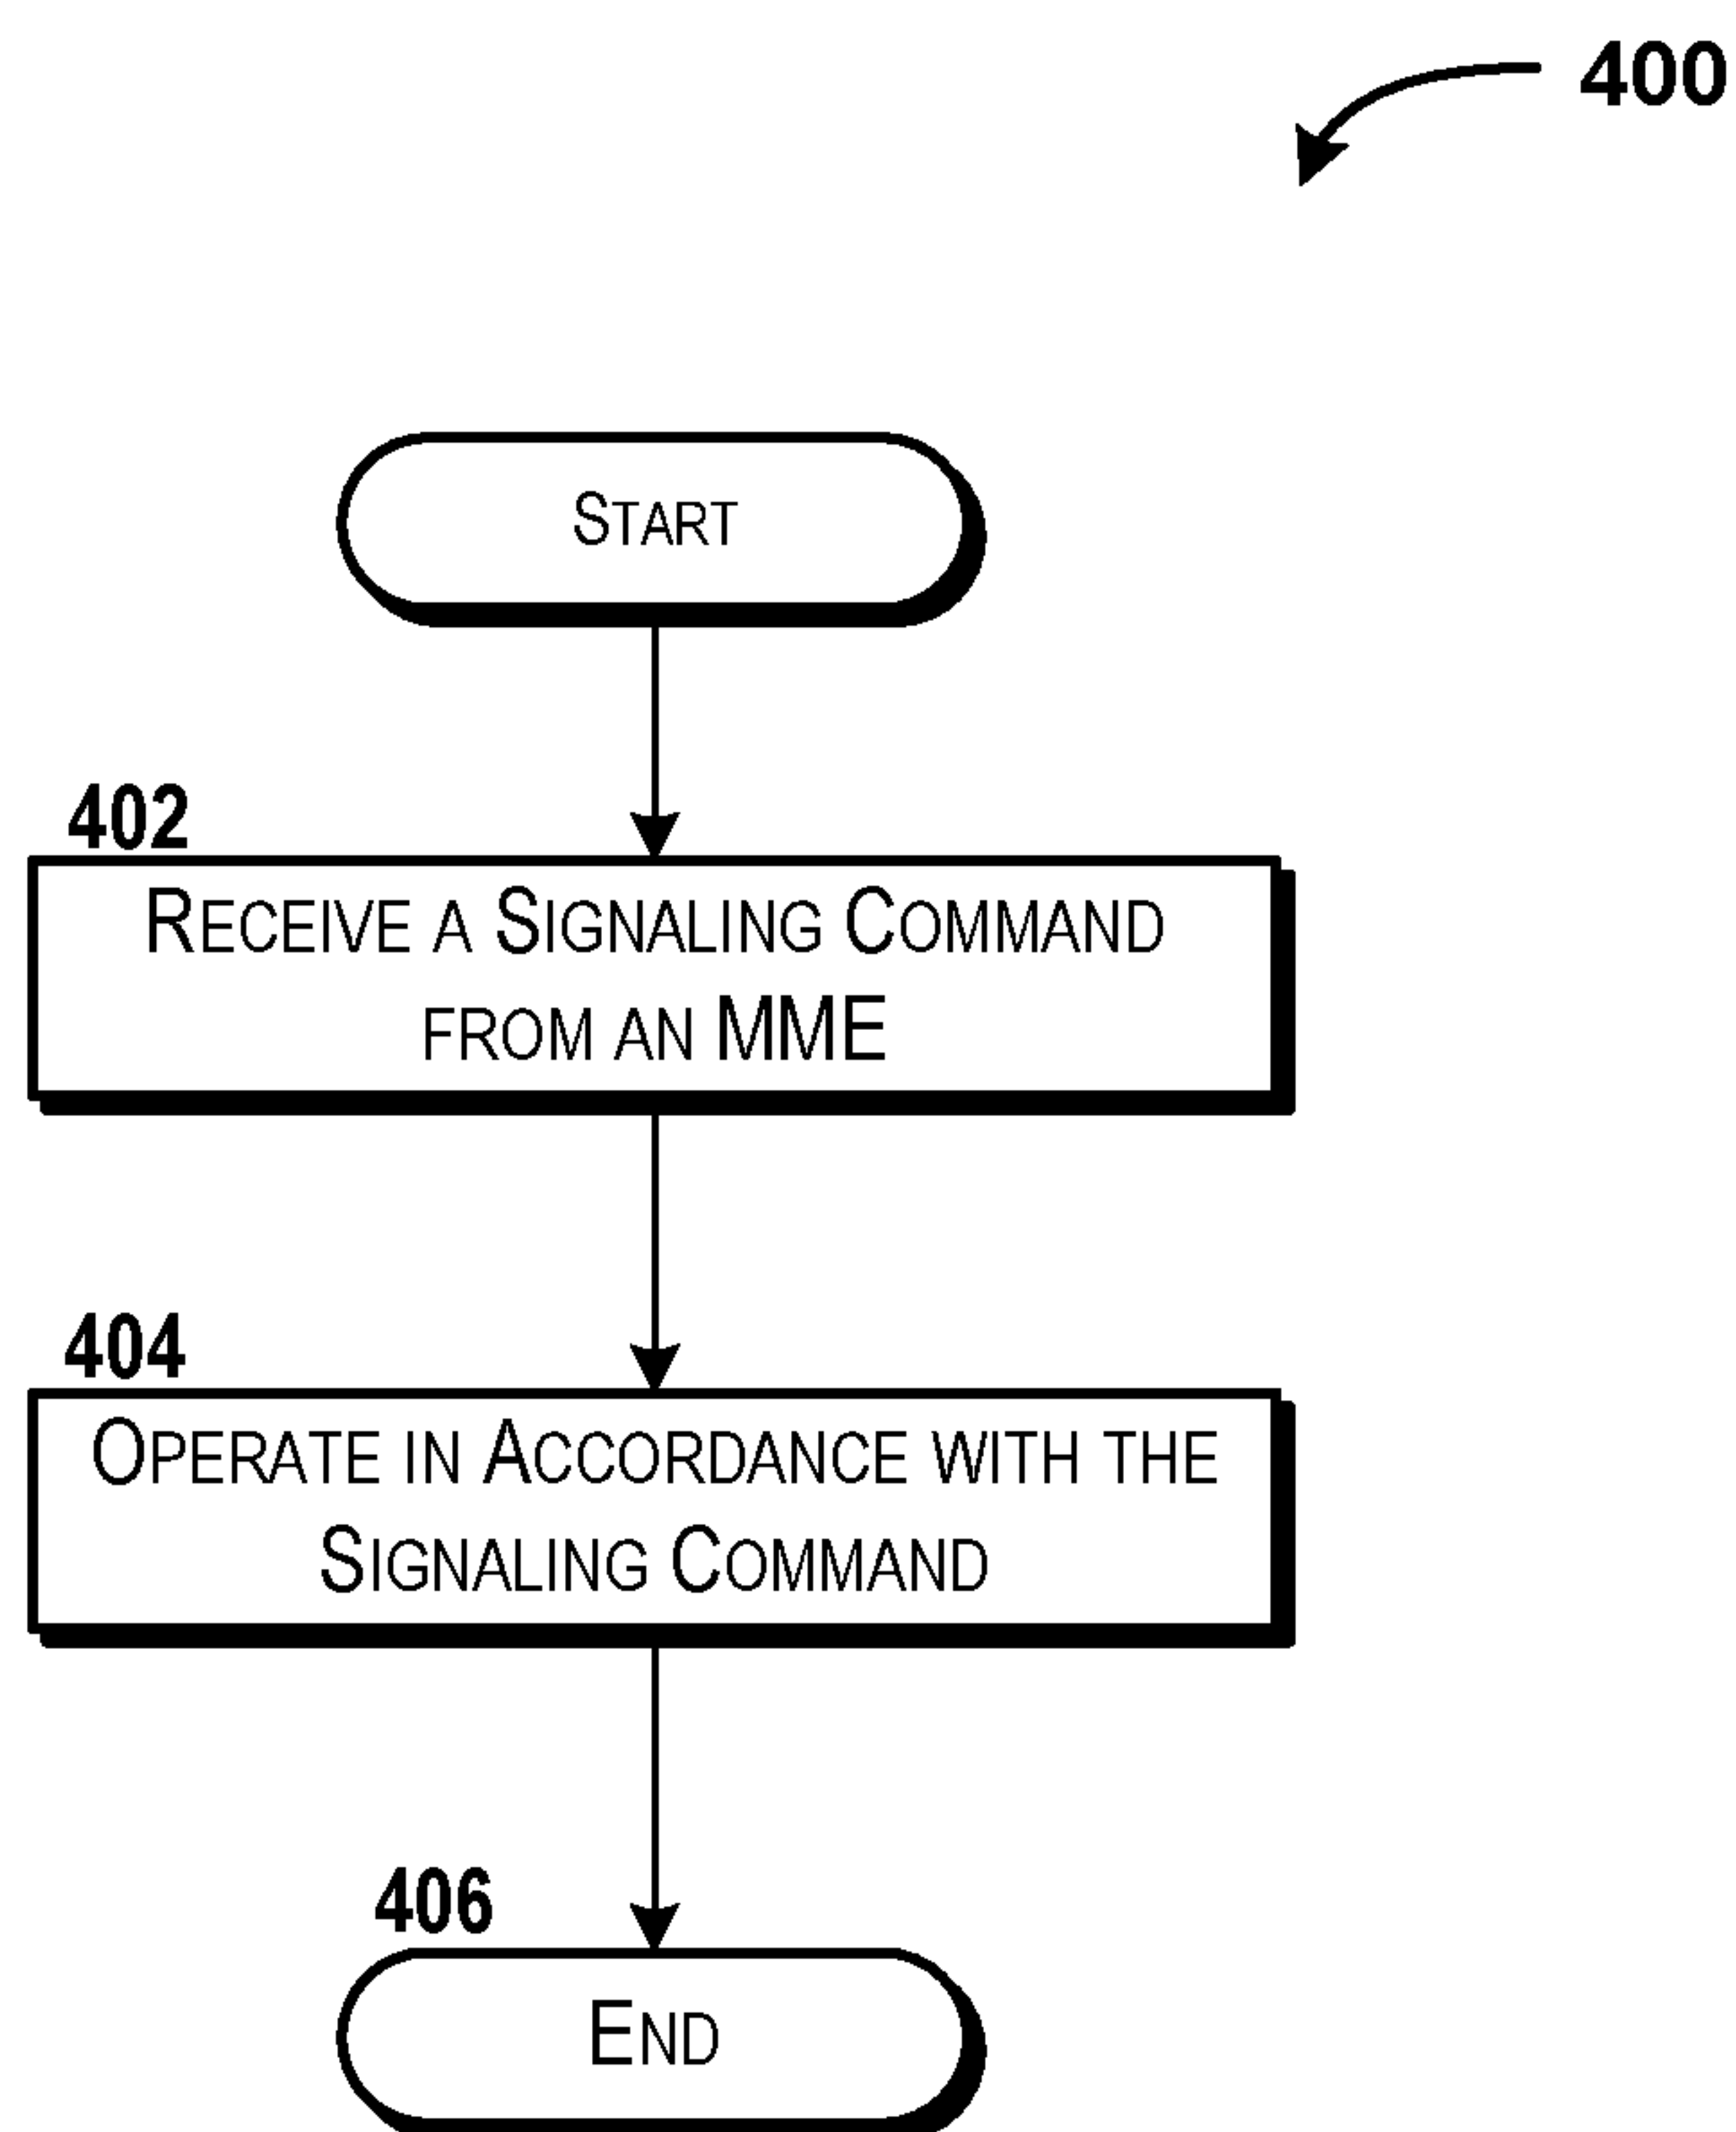 400
Start
402
Receive a Signaling Command
from an MME
404
Operate in Accordance with the
Signaling Command
406
End